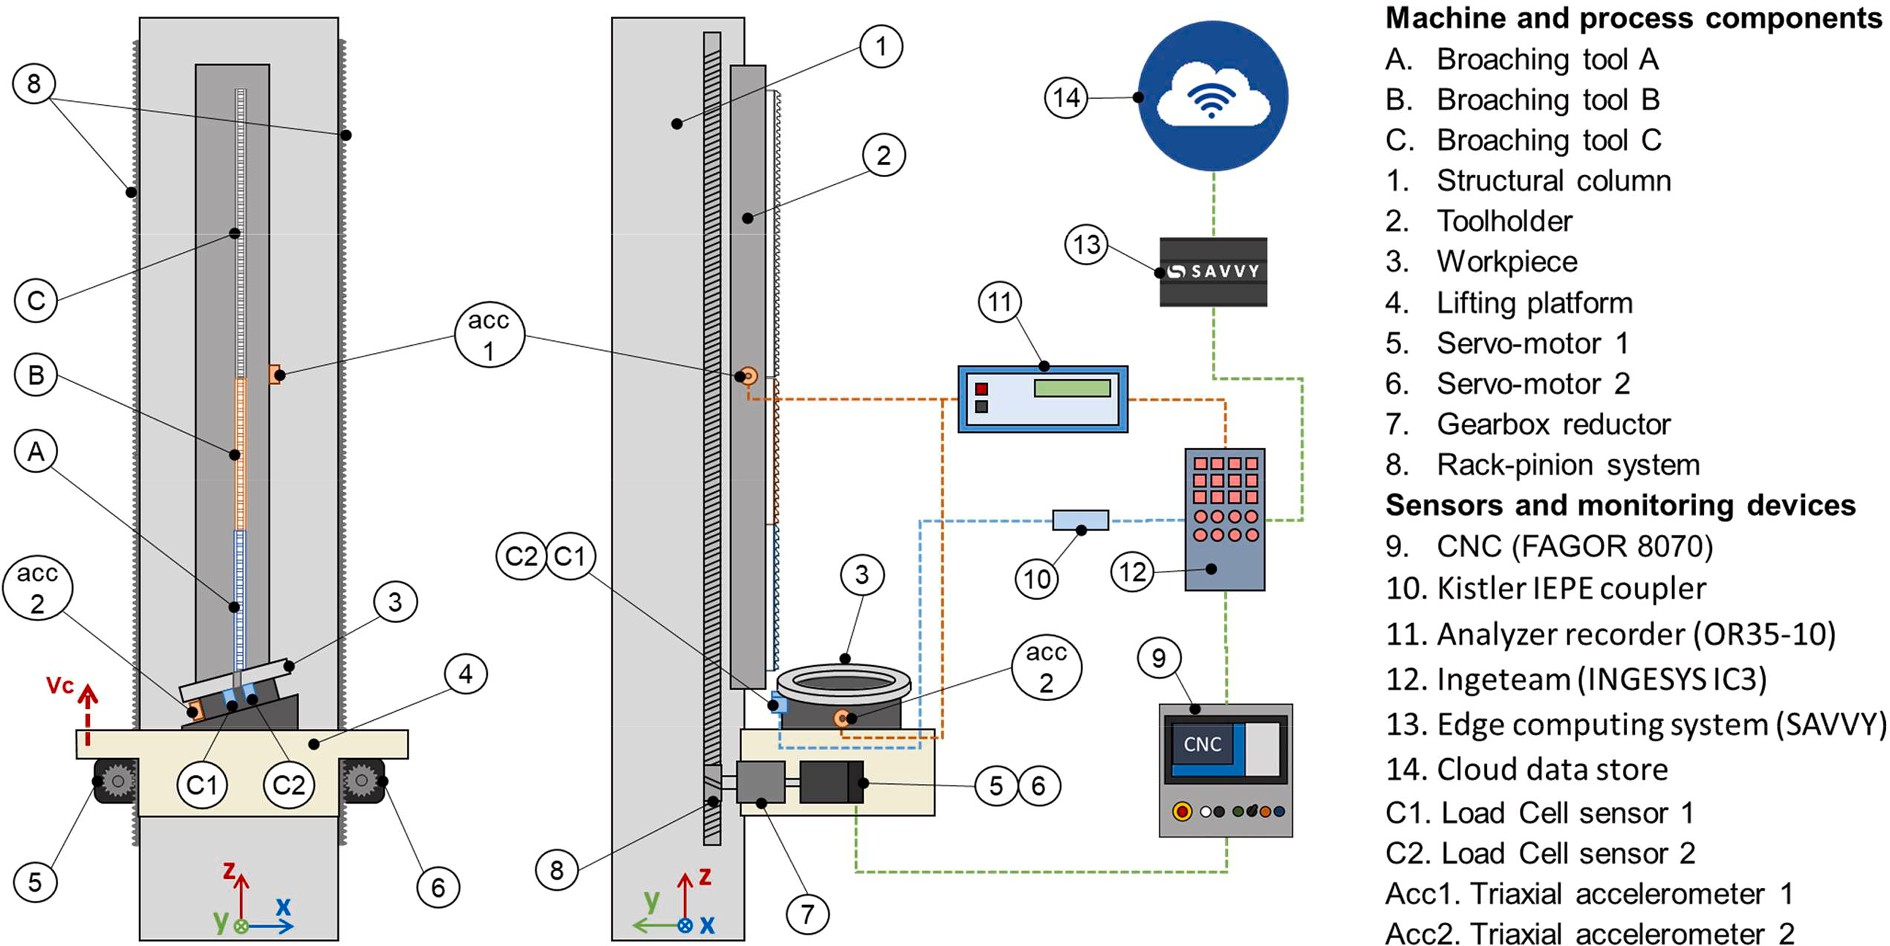 8
C
B
A
acc
2
Vc
5
C1
C2
6
4
3
z
y
x
acc
1
1
2
C2
C1
3
acc
2
5
6
8
7
y
z
x
14
13
SAVVY
11
10
12
9
CNC
Machine and process components
A. Broaching tool A
B. Broaching tool B
C. Broaching tool C
1. Structural column
2. Toolholder
3. Workpiece
4. Lifting platform
5. Servo-motor 1
6. Servo-motor 2
7. Gearbox reductor
8. Rack-pinion system
Sensors and monitoring devices
9. CNC (FAGOR 8070)
10. Kistler IEPE coupler
11. Analyzer recorder (OR35-10)
12. Ingeteam (INGESYS IC3)
13. Edge computing system (SAVVY)
14. Cloud data store
C1. Load Cell sensor 1
C2. Load Cell sensor 2
Acc1. Triaxial accelerometer 1
Acc2. Triaxial accelerometer 2